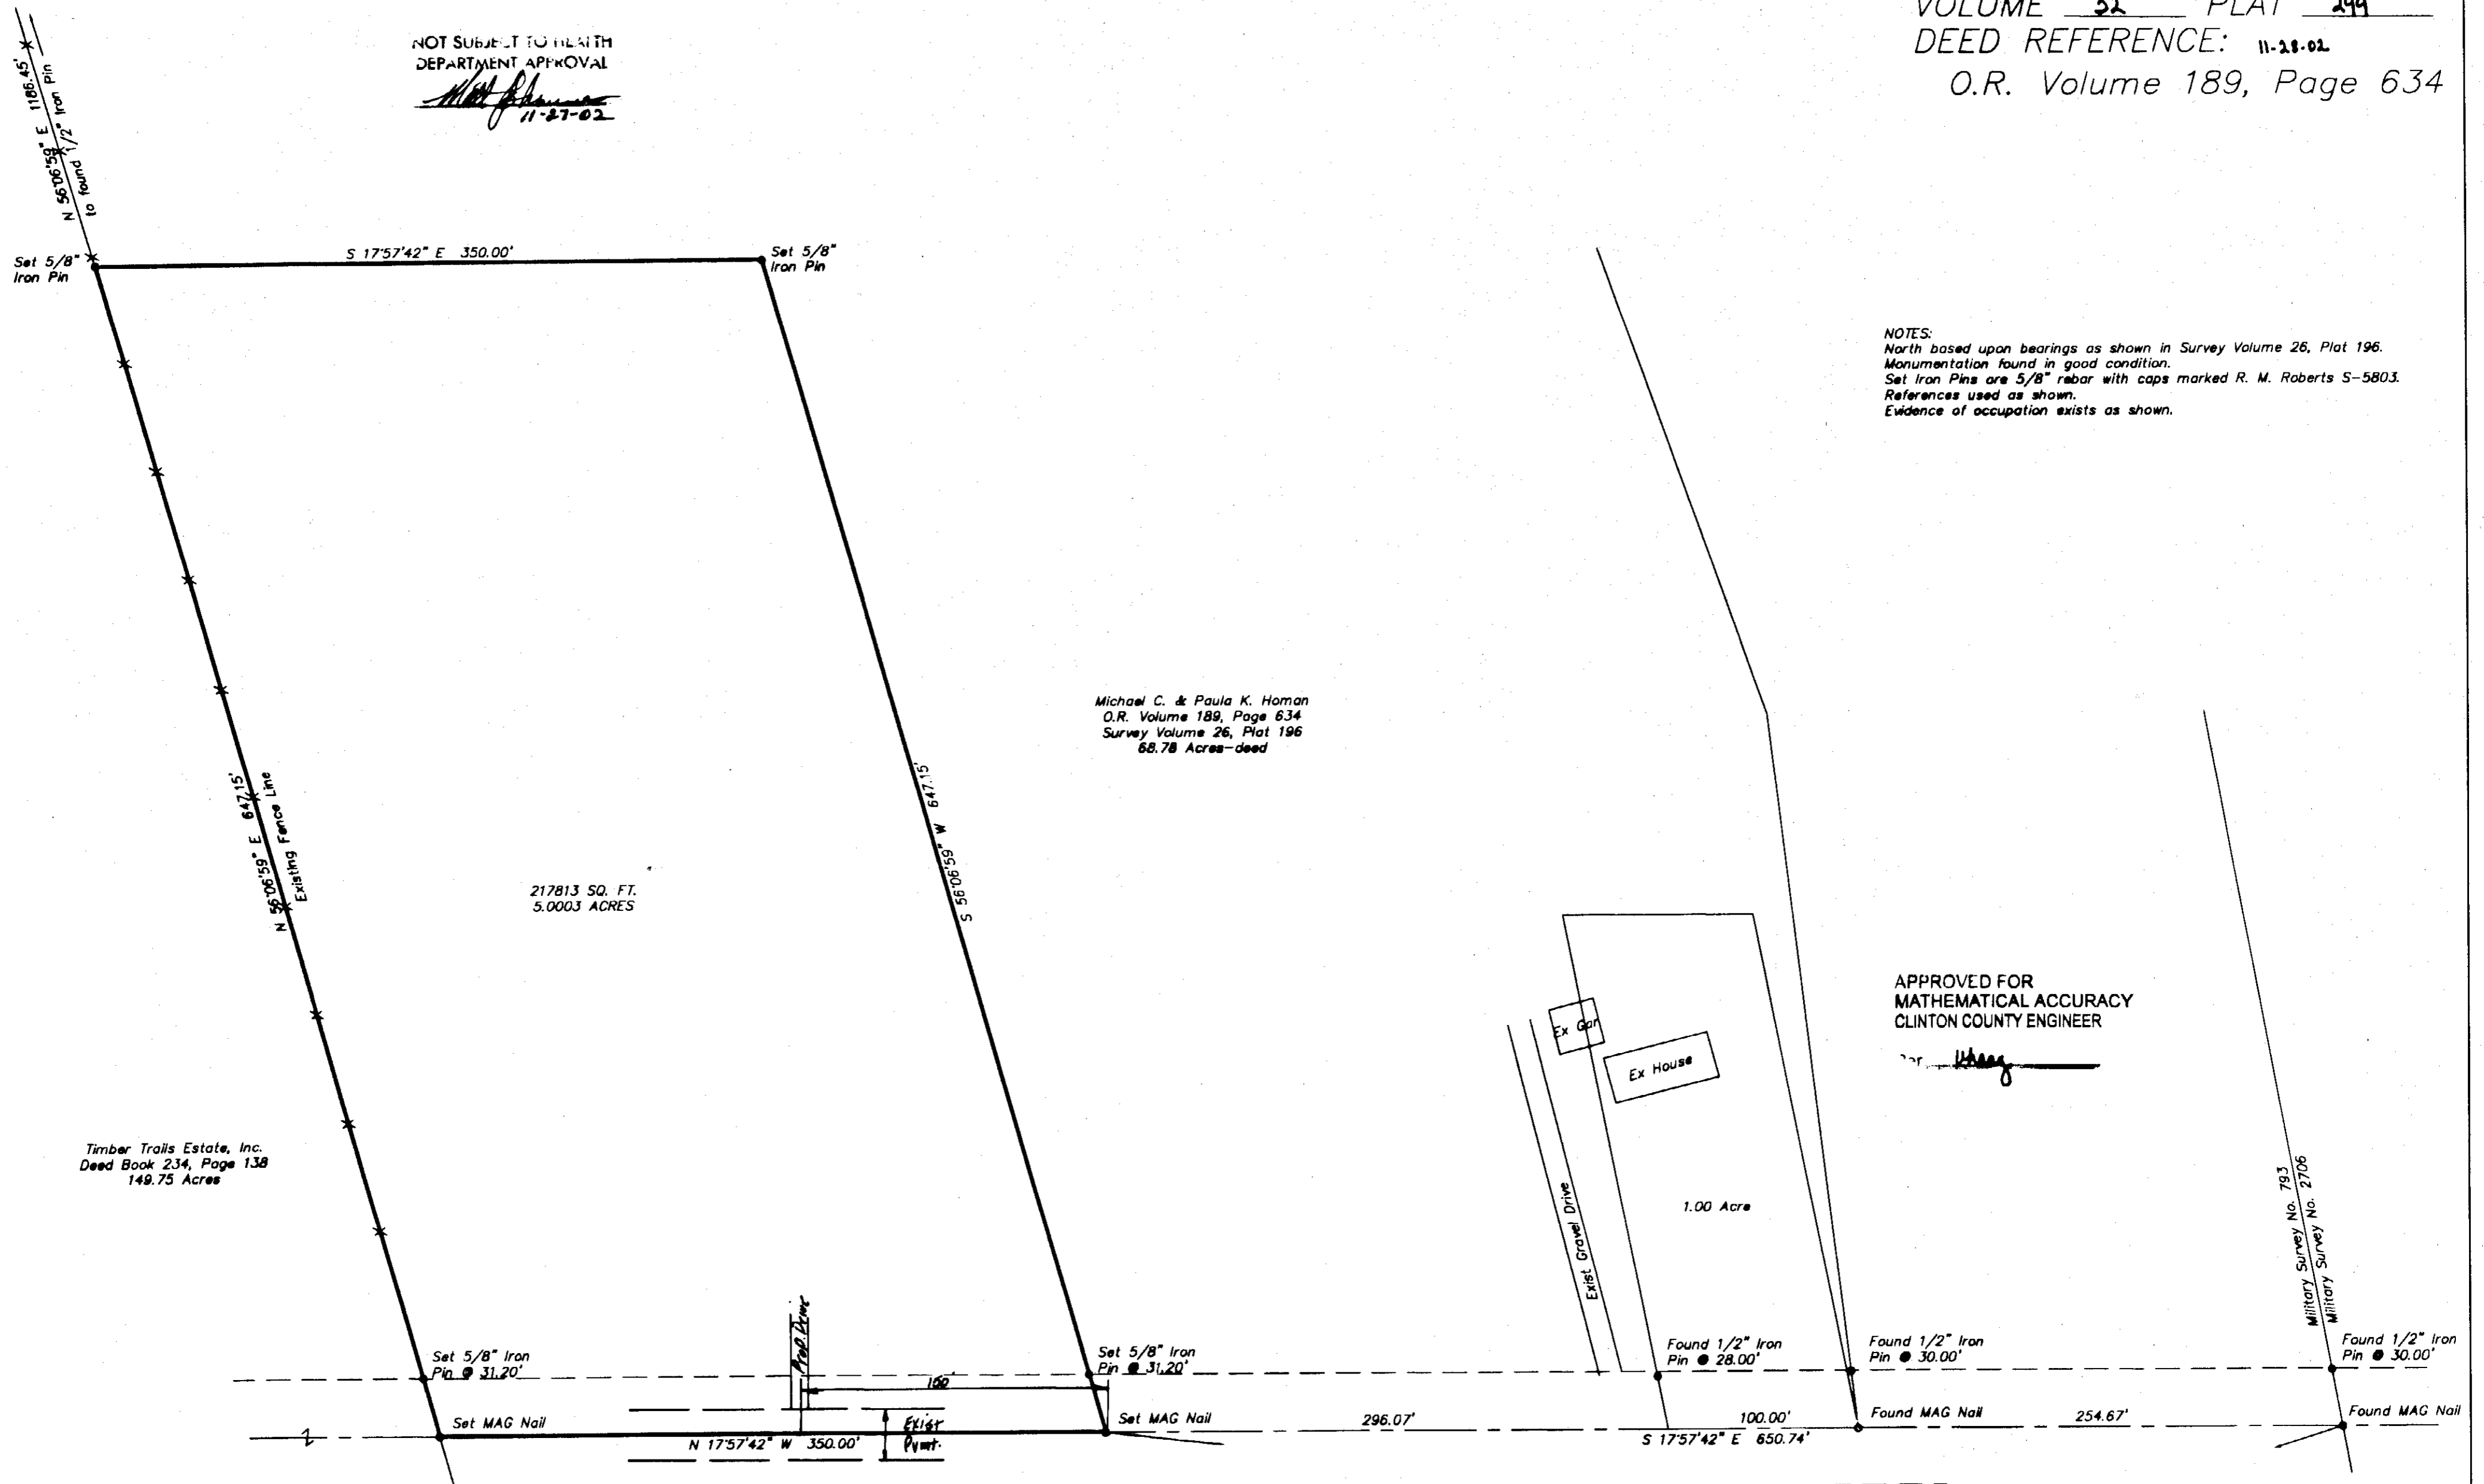 VOLUME 32 PLAT 299
DEED REFERENCE: 11-28-02
O.R. Volume 189, Page 634
NOT SUBJECT TO HEALTH
DEPARTMENT APPROVAL
11-27-02
N 56°06'59" E 1186.45'
to found 1/2" Iron Pin
Set 5/8"
Iron Pin
S 17°57'42" E 350.00'
Set 5/8"
Iron Pin
NOTES:
North based upon bearings as shown in Survey Volume 26, Plat 196.
Monumentation found in good condition.
Set Iron Pins are 5/8" rebar with caps marked R. M. Roberts S-5803.
References used as shown.
Evidence of occupation exists as shown.
Michael C. & Paula K. Homan
O.R. Volume 189, Page 634
Survey Volume 26, Plat 196
68.78 Acres-deed
N 56°06'59" E 647.15'
Existing Fence Line
S 56°06'59" W 647.15'
217813 SQ. FT.
5.0003 ACRES
APPROVED FOR
MATHEMATICAL ACCURACY
CLINTON COUNTY ENGINEER
Ex Gar
Ex House
Timber Trails Estate, Inc.
Deed Book 234, Page 138
149.75 Acres
Exist Gravel Drive
1.00 Acre
Military Survey No. 793
Military Survey No. 2706
Prop. Drive
Set 5/8" Iron
Pin @ 31.20'
Set 5/8" Iron
Pin @ 31.20'
Found 1/2" Iron
Pin @ 28.00'
Found 1/2" Iron
Pin @ 30.00'
Found 1/2" Iron
Pin @ 30.00'
160'
Set MAG Nail
Exist
Pvmt.
Set MAG Nail
296.07'
100.00'
Found MAG Nail
254.67'
Found MAG Nail
N 17°57'42" W 350.00'
S 17°57'42" E 650.74'